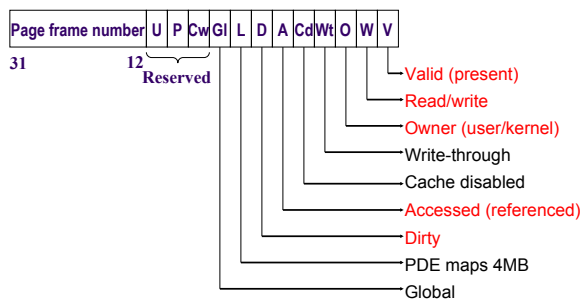 Page frame number U P Cw Gl L D A Cd Wt O W V
31 12 Reserved
Valid (present)
Read/write
Owner (user/kernel)
Write-through
Cache disabled
Accessed (referenced)
Dirty
PDE maps 4MB
Global